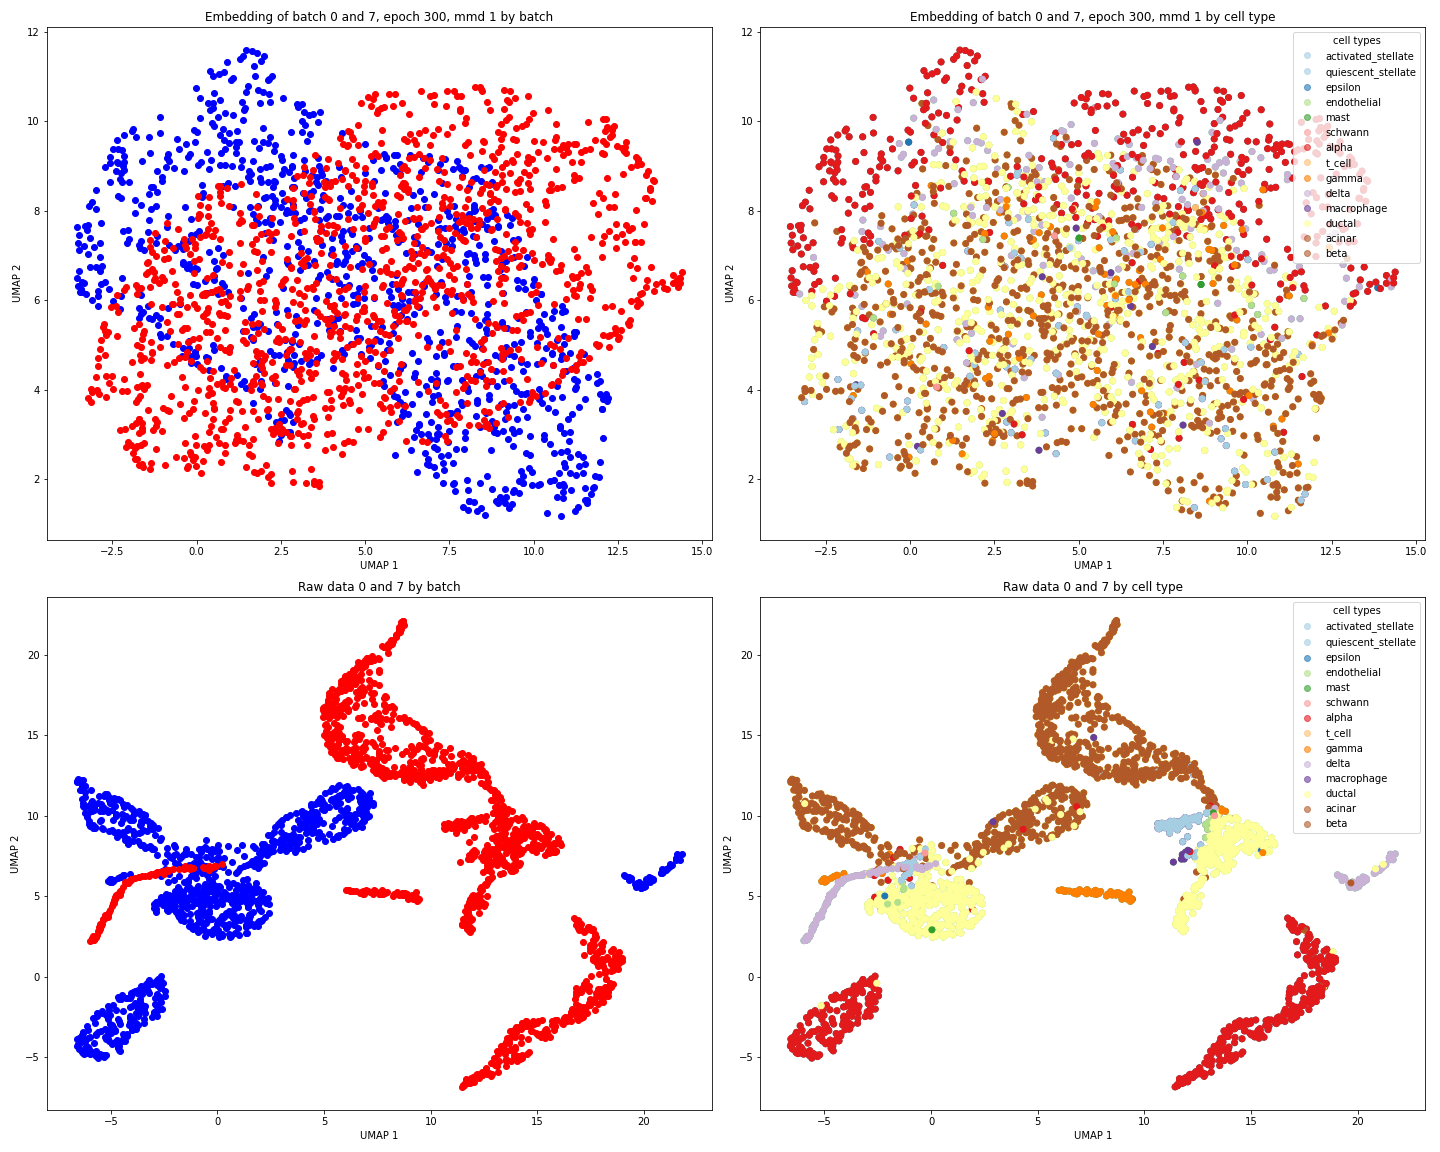 Embedding of batch 0 and 7, epoch 300, mmd 1 by batch
12
10
8
6
4
2
UMAP 2
−2.5 0.0 2.5 5.0 7.5 10.0 12.5 15.0
UMAP 1
Embedding of batch 0 and 7, epoch 300, mmd 1 by cell type
12
10
8
6
4
2
UMAP 2
−2.5 0.0 2.5 5.0 7.5 10.0 12.5 15.0
UMAP 1
cell types
activated_stellate
quiescent_stellate
epsilon
endothelial
mast
schwann
alpha
t_cell
gamma
delta
macrophage
ductal
acinar
beta
Raw data 0 and 7 by batch
20
15
10
5
0
−5
UMAP 2
−5 0 5 10 15 20
UMAP 1
Raw data 0 and 7 by cell type
20
15
10
5
0
−5
UMAP 2
−5 0 5 10 15 20
UMAP 1
cell types
activated_stellate
quiescent_stellate
epsilon
endothelial
mast
schwann
alpha
t_cell
gamma
delta
macrophage
ductal
acinar
beta